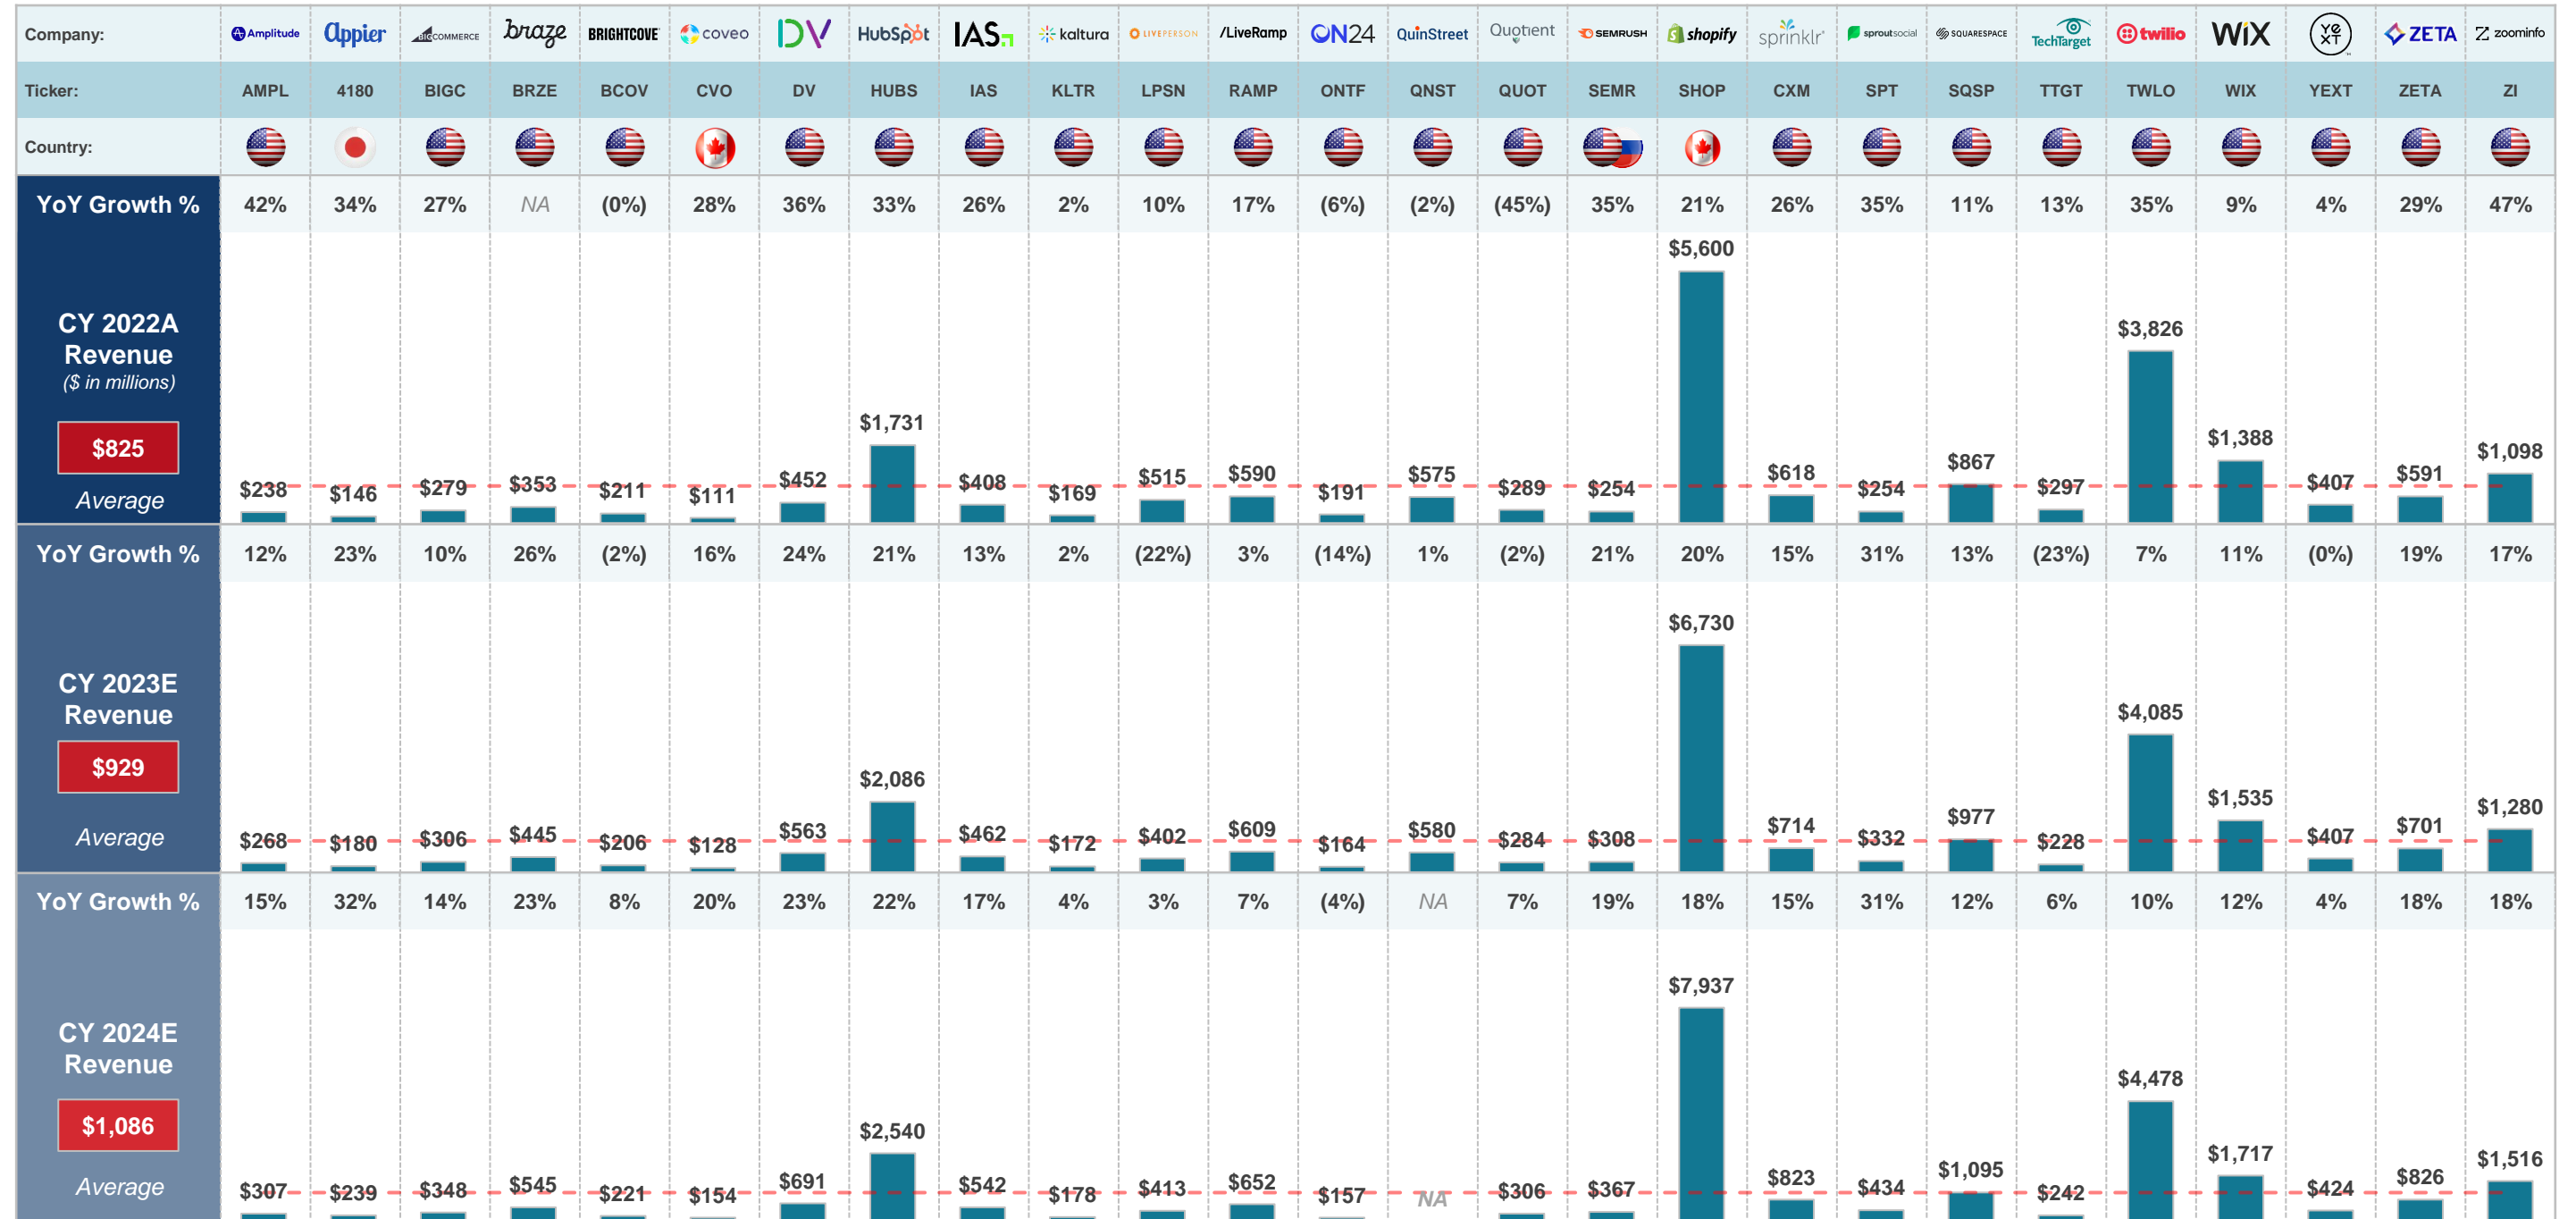 Company: Amplitude Appier BIGCOMMERCE braze BRIGHTCOVE coveo DV HubSpot IAS kaltura LIVEPERSON /LiveRamp ON24 QuinStreet Quotient SEMRUSH shopify sprinklr sproutsocial SQUARESPACE TechTarget twilio WiX YEXT ZETA zoominfo
Ticker: AMPL 4180 BIGC BRZE BCOV CVO DV HUBS IAS KLTR LPSN RAMP ONTF QNST QUOT SEMR SHOP CXM SPT SQSP TTGT TWLO WIX YEXT ZETA ZI
Country:
YoY Growth % 42% 34% 27% NA (0%) 28% 36% 33% 26% 2% 10% 17% (6%) (2%) (45%) 35% 21% 26% 35% 11% 13% 35% 9% 4% 29% 47%
CY 2022A
Revenue
($ in millions)
$825
Average
$238 $146 $279 $353 $211 $111 $452 $1,731 $408 $169 $515 $590 $191 $575 $289 $254 $5,600 $618 $254 $867 $297 $3,826 $1,388 $407 $591 $1,098
YoY Growth % 12% 23% 10% 26% (2%) 16% 24% 21% 13% 2% (22%) 3% (14%) 1% (2%) 21% 20% 15% 31% 13% (23%) 7% 11% (0%) 19% 17%
CY 2023E
Revenue
$929
Average
$268 $180 $306 $445 $206 $128 $563 $2,086 $462 $172 $402 $609 $164 $580 $284 $308 $6,730 $714 $332 $977 $228 $4,085 $1,535 $407 $701 $1,280
YoY Growth % 15% 32% 14% 23% 8% 20% 23% 22% 17% 4% 3% 7% (4%) NA 7% 19% 18% 15% 31% 12% 6% 10% 12% 4% 18% 18%
CY 2024E
Revenue
$1,086
Average
$307 $239 $348 $545 $221 $154 $691 $2,540 $542 $178 $413 $652 $157 NA $306 $367 $7,937 $823 $434 $1,095 $242 $4,478 $1,717 $424 $826 $1,516